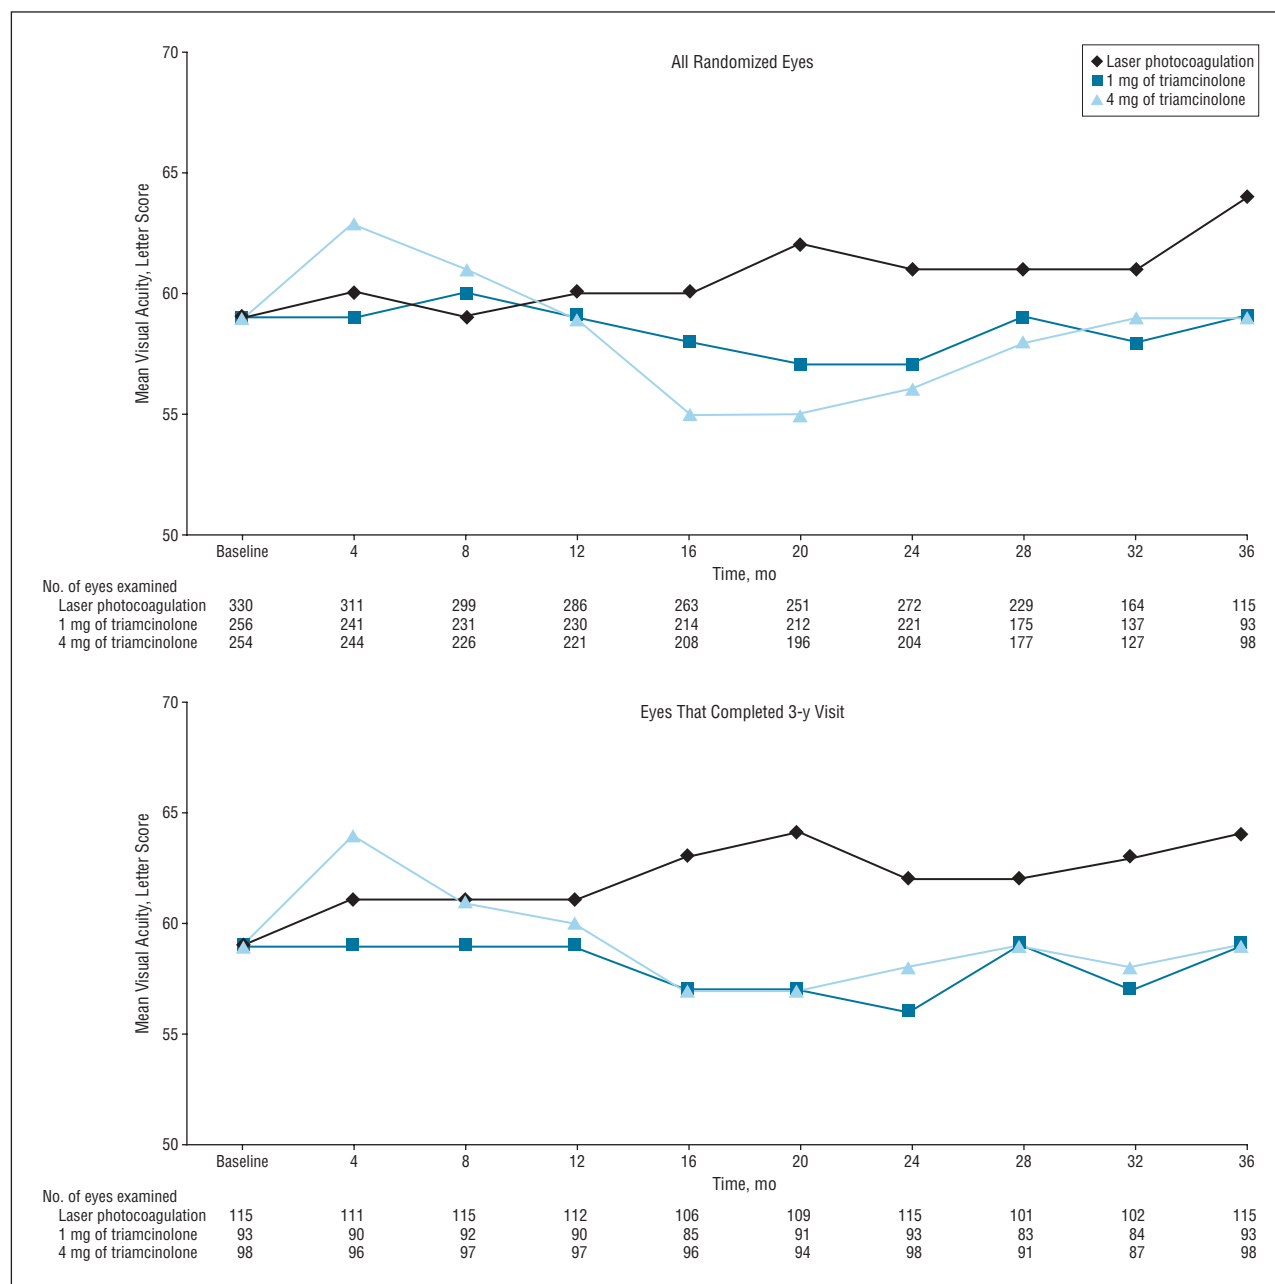 All Randomized Eyes
Laser photocoagulation
1 mg of triamcinolone
4 mg of triamcinolone
Mean Visual Acuity, Letter Score
70
65
60
55
50
Baseline 4 8 12 16 20 24 28 32 36
Time, mo
No. of eyes examined
Laser photocoagulation 330 311 299 286 263 251 272 229 164 115
1 mg of triamcinolone 256 241 231 230 214 212 221 175 137 93
4 mg of triamcinolone 254 244 226 221 208 196 204 177 127 98
Eyes That Completed 3-y Visit
Mean Visual Acuity, Letter Score
70
65
60
55
50
Baseline 4 8 12 16 20 24 28 32 36
Time, mo
No. of eyes examined
Laser photocoagulation 115 111 115 112 106 109 115 101 102 115
1 mg of triamcinolone 93 90 92 90 85 91 93 83 84 93
4 mg of triamcinolone 98 96 97 97 96 94 98 91 87 98